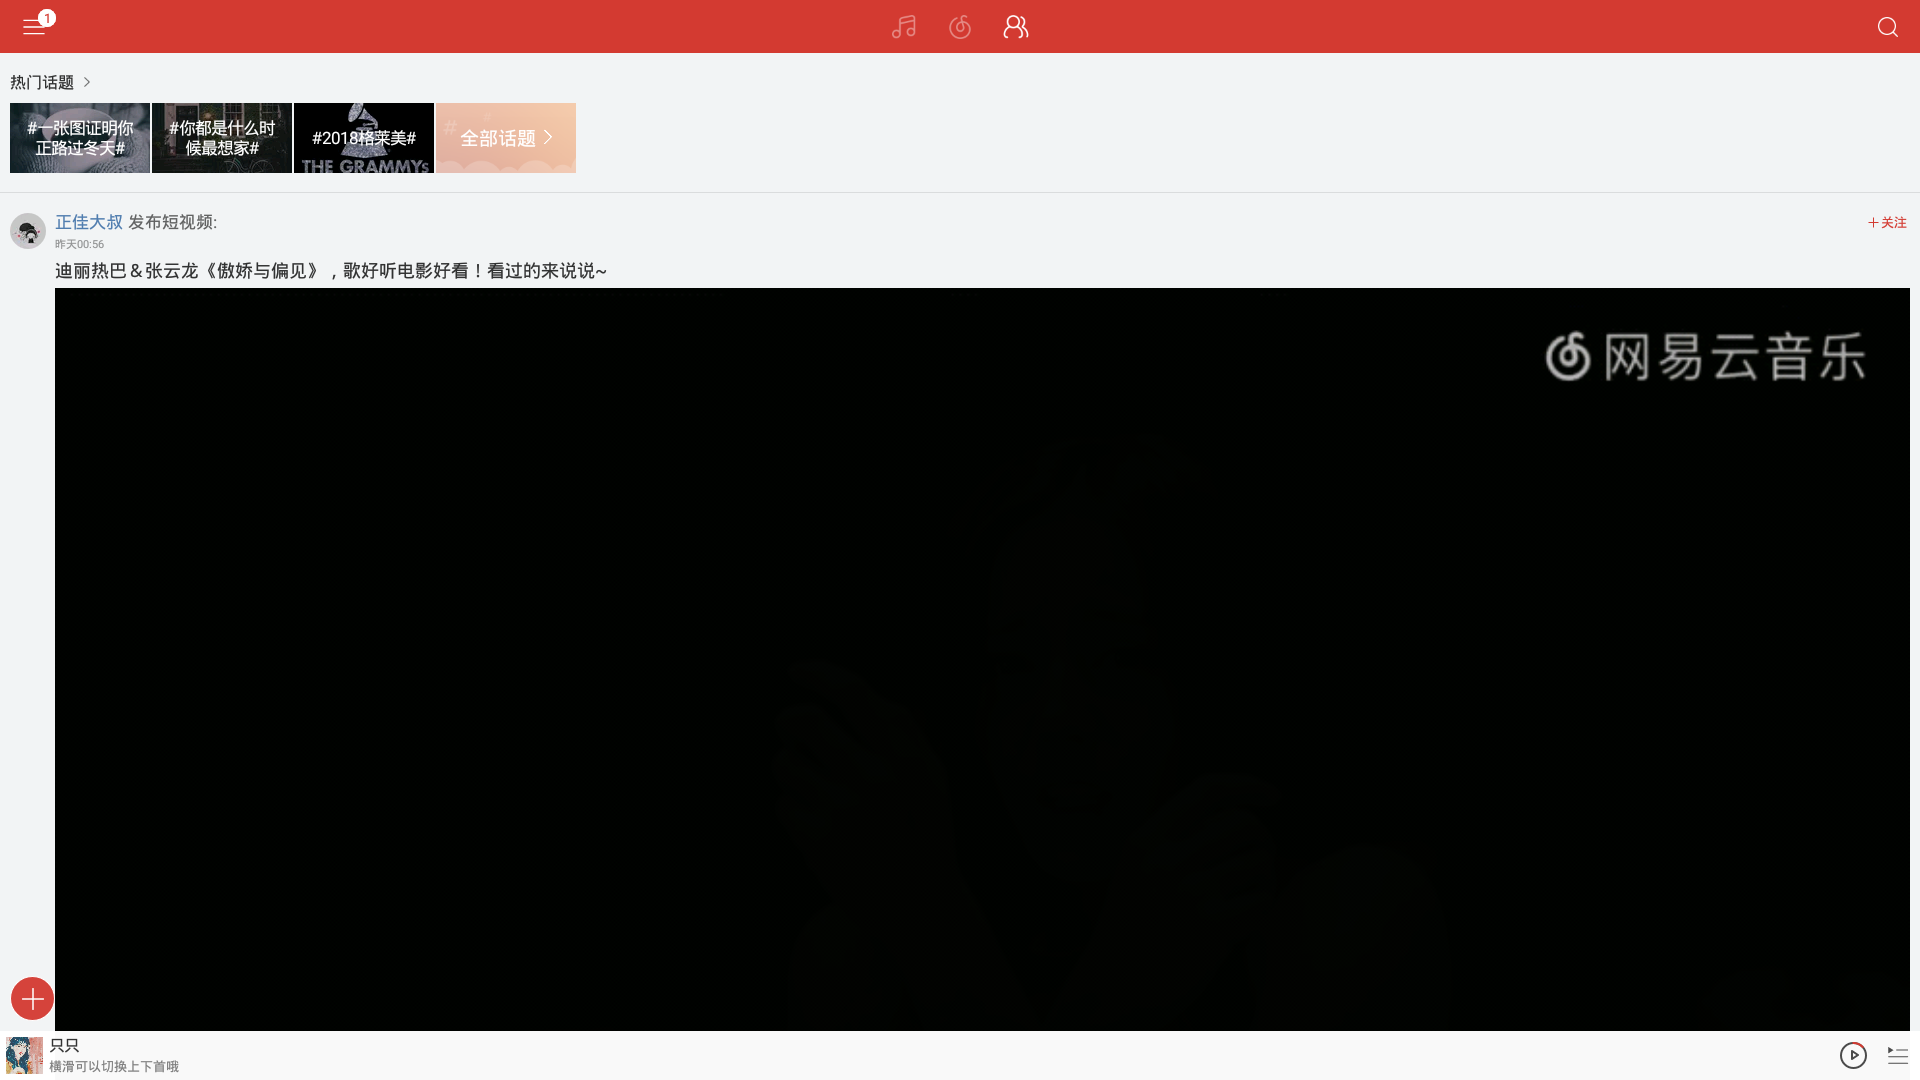 1
热门话题
#一张图证明你
正路过冬天#
#你都是什么时
候最想家#
#2018格莱美#
THE GRAMMYs
# 全部话题
正佳大叔 发布短视频:
+关注
昨天00:56
迪丽热巴&张云龙《傲娇与偏见》，歌好听电影好看！看过的来说说~
网易云音乐
只只
横滑可以切换上下首哦